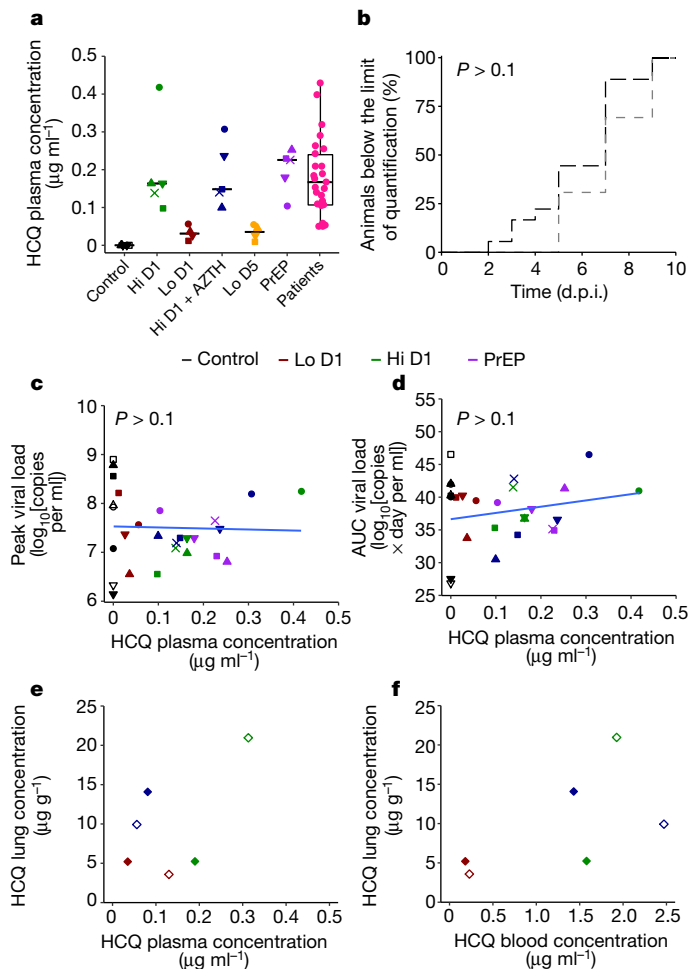 a
HCQ plasma concentration
(µg ml–1)
0.5
0.4
0.3
0.2
0.1
0
Control
Hi D1
Lo D1
Hi D1 + AZTH
Lo D5
PrEP
Patients
b
P > 0.1
Animals below the limit
of quantification (%)
100
75
50
25
0
0 2 4 6 8 10
Time (d.p.i.)
Control Lo D1 Hi D1 PrEP
c
P > 0.1
Peak viral load
(log10[copies
per ml])
10
9
8
7
6
0 0.1 0.2 0.3 0.4 0.5
HCQ plasma concentration
(µg ml–1)
d
P > 0.1
AUC viral load
(log10[copies
× day per ml])
55
50
45
40
35
30
25
0 0.1 0.2 0.3 0.4 0.5
HCQ plasma concentration
(µg ml–1)
e
HCQ lung concentration
(µg g–1)
25
20
15
10
5
0
0 0.1 0.2 0.3 0.4 0.5
HCQ plasma concentration
(µg ml–1)
f
HCQ lung concentration
(µg g–1)
25
20
15
10
5
0
0 0.5 1.0 1.5 2.0 2.5
HCQ blood concentration
(µg ml–1)